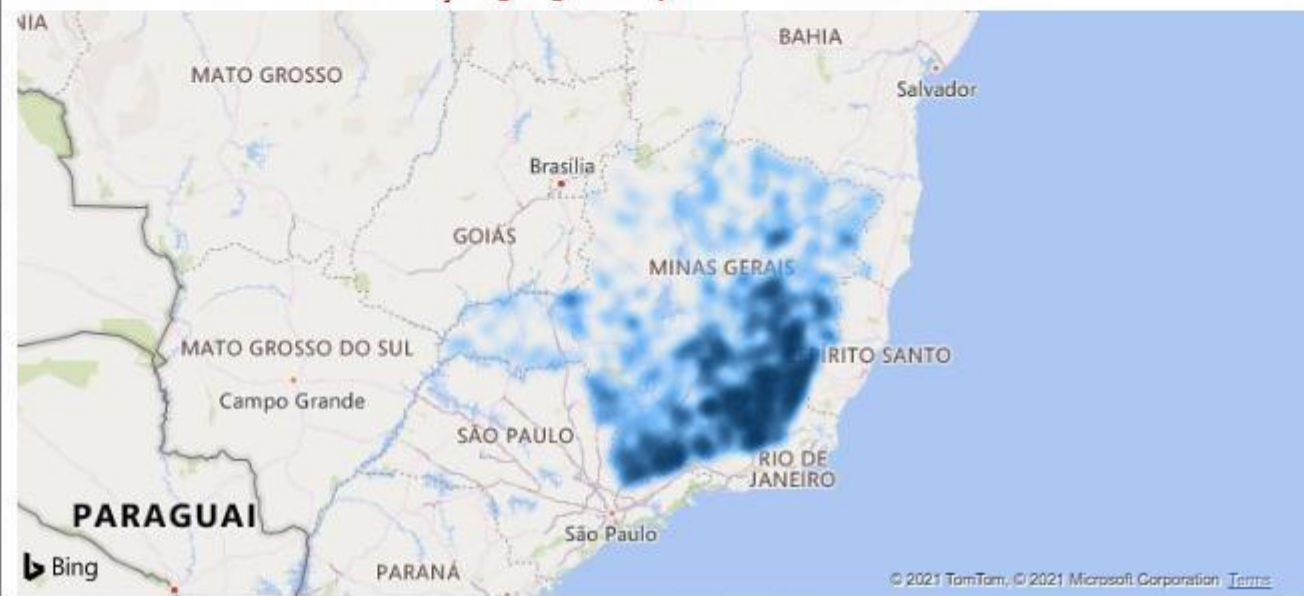 NIA
BAHIA
MATO GROSSO
Salvador
Brasília
GOIÁS
MINAS GERAIS
MATO GROSSO DO SUL
IRITO SANTO
Campo Grande
SÃO PAULO
RIO DE
JANEIRO
PARAGUAI
São Paulo
Bing
PARANÁ
© 2021 TomTom, © 2021 Microsoft Corporation Terms